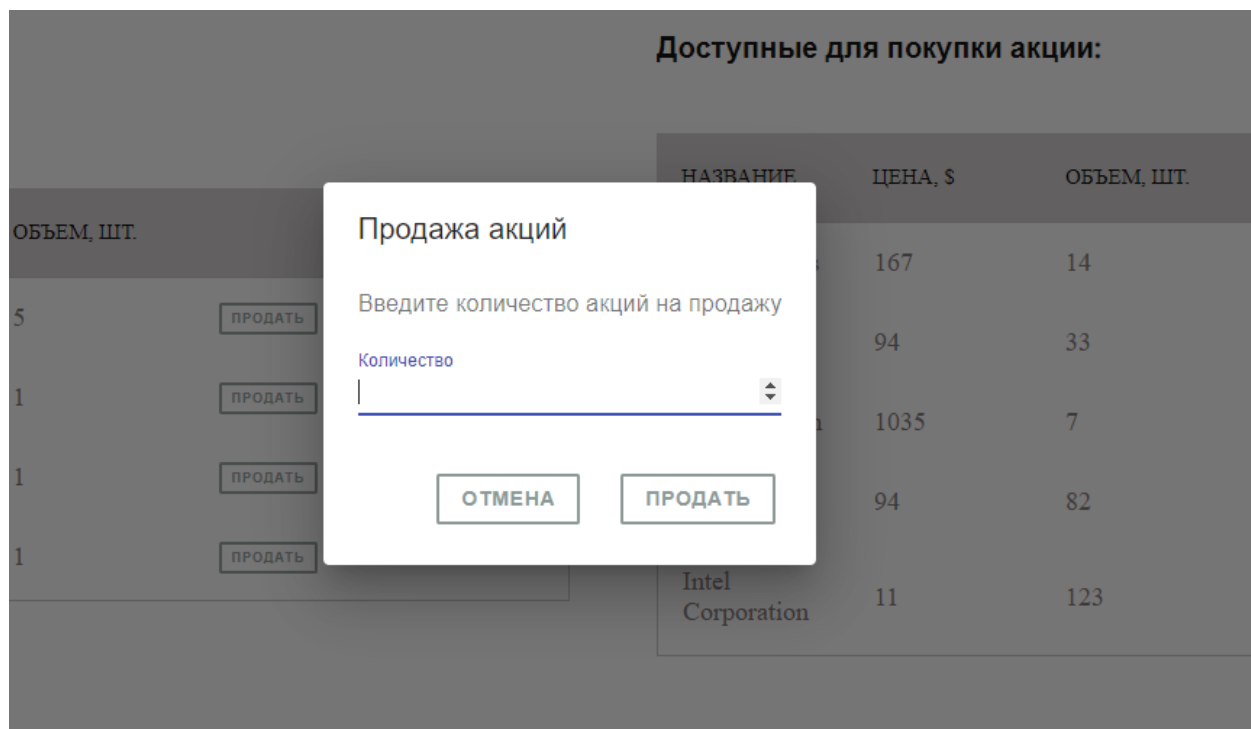 Доступные для покупки акции:
НАЗВАНИЕ ЦЕНА, $ ОБЪЕМ, ШТ.
167 14
94 33
1035 7
94 82
Intel
Corporation
11 123
ОБЪЕМ, ШТ.
5 ПРОДАТЬ
1 ПРОДАТЬ
1 ПРОДАТЬ
1 ПРОДАТЬ
Продажа акций
Введите количество акций на продажу
Количество
ОТМЕНА ПРОДАТЬ